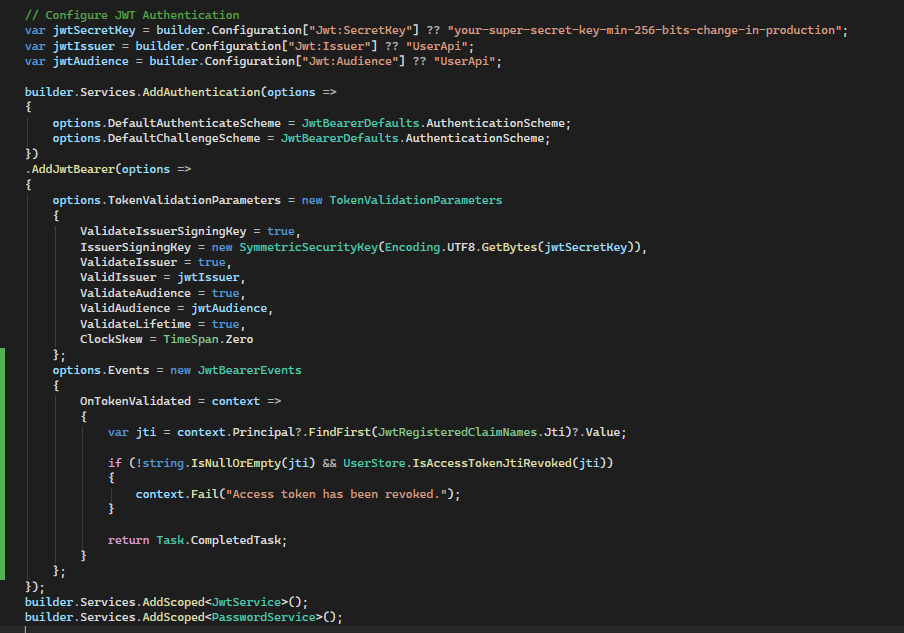 // Configure JWT Authentication
var jwtSecretKey = builder.Configuration["Jwt:SecretKey"] ?? "your-super-secret-key-min-256-bits-change-in-production";
var jwtIssuer = builder.Configuration["Jwt:Issuer"] ?? "UserApi";
var jwtAudience = builder.Configuration["Jwt:Audience"] ?? "UserApi";

builder.Services.AddAuthentication(options =>
{
    options.DefaultAuthenticateScheme = JwtBearerDefaults.AuthenticationScheme;
    options.DefaultChallengeScheme = JwtBearerDefaults.AuthenticationScheme;
})
.AddJwtBearer(options =>
{
    options.TokenValidationParameters = new TokenValidationParameters
    {
        ValidateIssuerSigningKey = true,
        IssuerSigningKey = new SymmetricSecurityKey(Encoding.UTF8.GetBytes(jwtSecretKey)),
        ValidateIssuer = true,
        ValidIssuer = jwtIssuer,
        ValidateAudience = true,
        ValidAudience = jwtAudience,
        ValidateLifetime = true,
        ClockSkew = TimeSpan.Zero
    };
    options.Events = new JwtBearerEvents
    {
        OnTokenValidated = context =>
        {
            var jti = context.Principal?.FindFirst(JwtRegisteredClaimNames.Jti)?.Value;

            if (!string.IsNullOrEmpty(jti) && UserStore.IsAccessTokenJtiRevoked(jti))
            {
                context.Fail("Access token has been revoked.");
            }

            return Task.CompletedTask;
        }
    };
});
builder.Services.AddScoped<JwtService>();
builder.Services.AddScoped<PasswordService>();